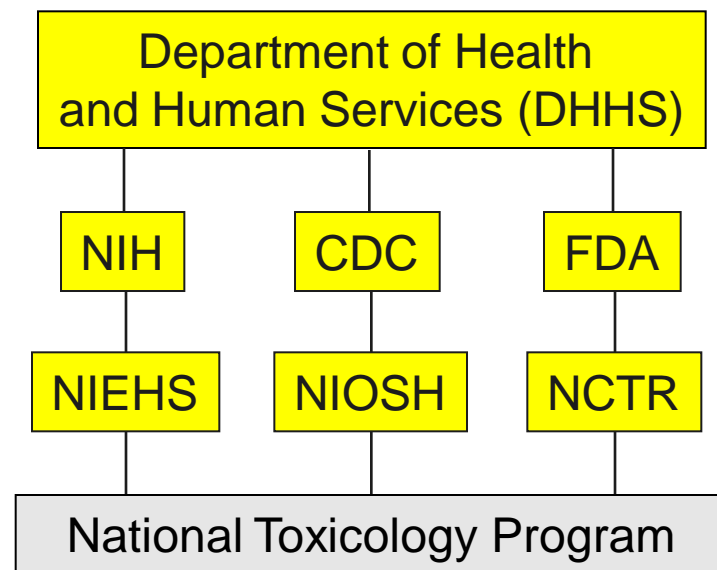 Department of Health
and Human Services (DHHS)
NIH
CDC
FDA
NIEHS
NIOSH
NCTR
National Toxicology Program